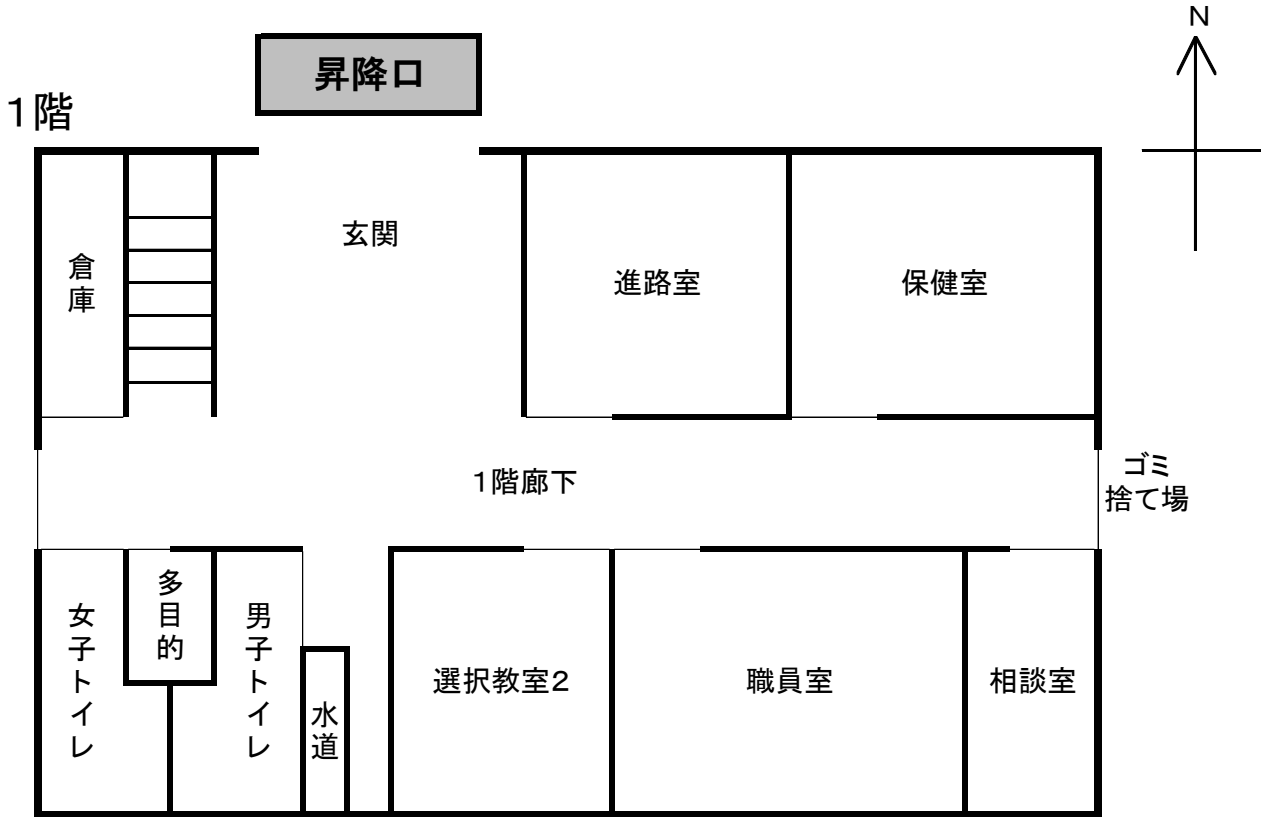 N
昇降口
1階
玄関
倉庫
進路室
保健室
1階廊下
ゴミ
捨て場
女子トイレ
多目的
男子トイレ
水道
選択教室2
職員室
相談室